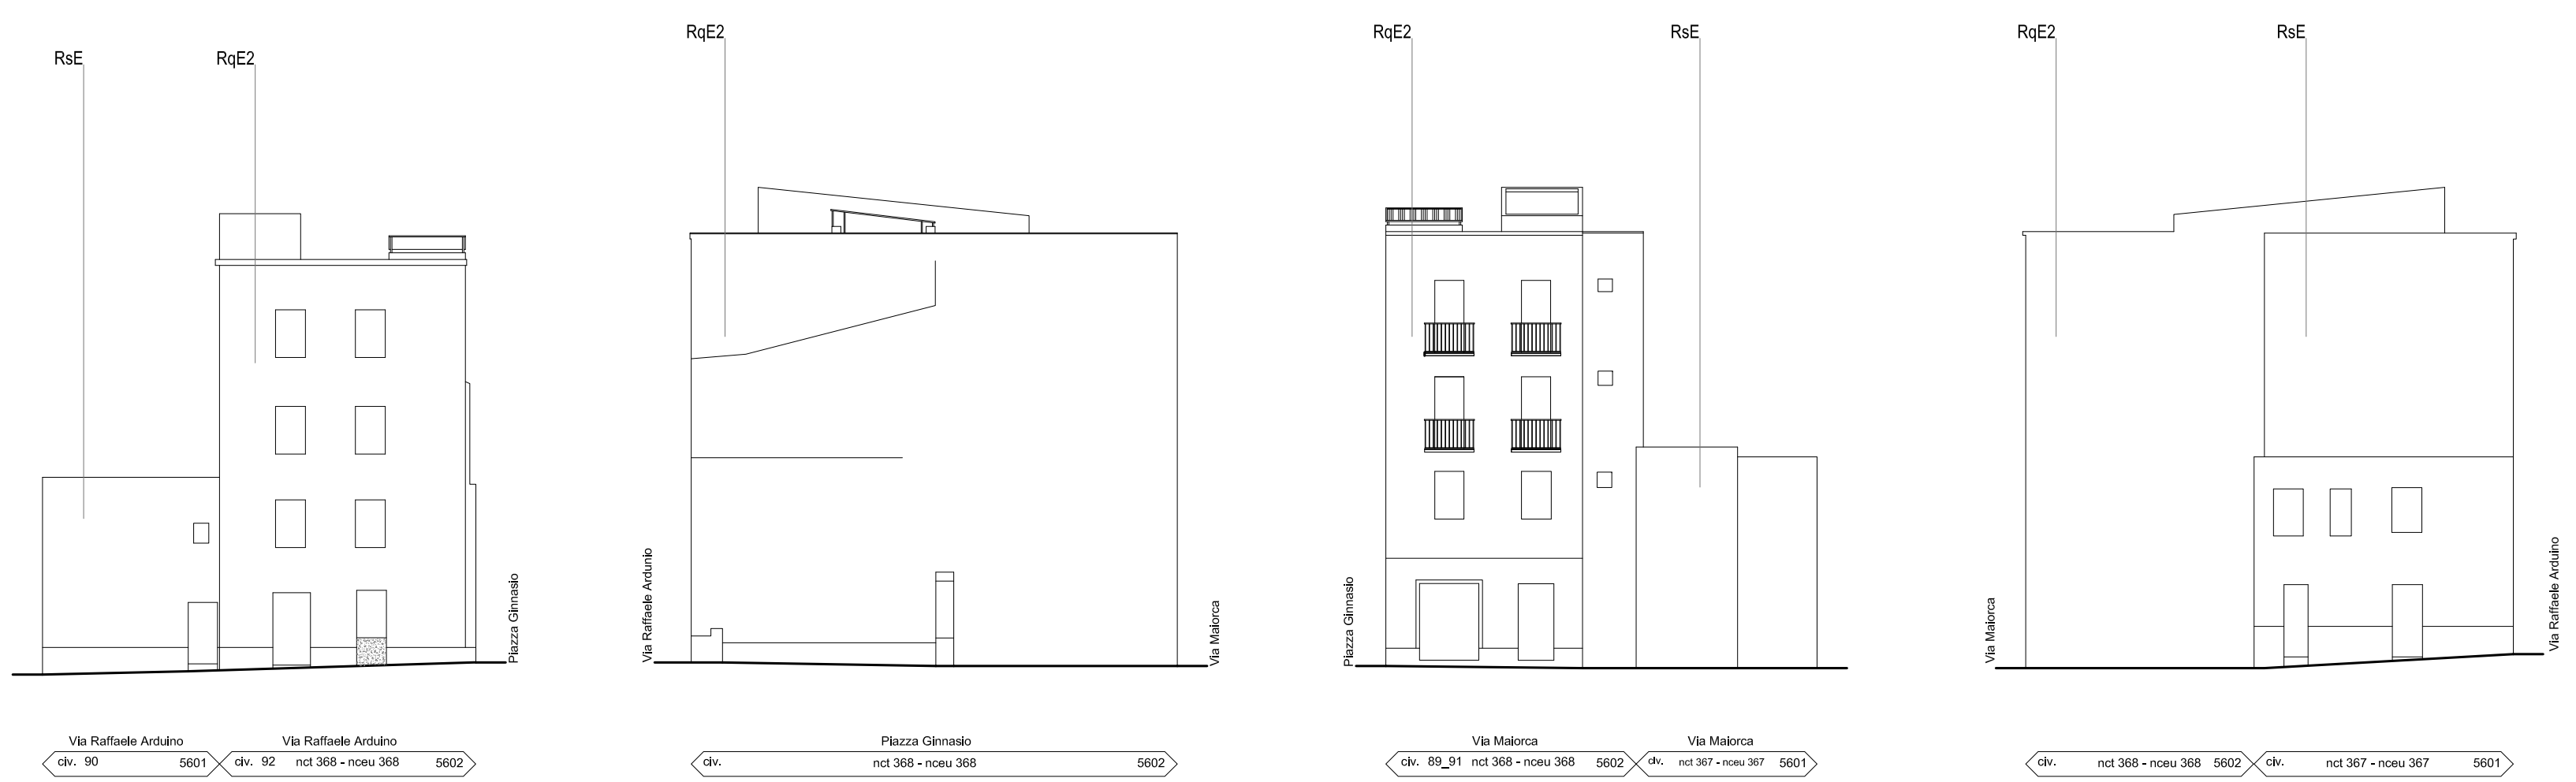 RsE
RqE2
Piazza Ginnasio
Via Raffaele Arduino
Via Raffaele Arduino
civ. 90 5601
civ. 92 nct 368 - nceu 368 5602
RqE2
Via Raffaele Ardunio
Via Maiorca
Piazza Ginnasio
civ. nct 368 - nceu 368 5602
RqE2
RsE
Piazza Ginnasio
Via Maiorca
Via Maiorca
civ. 89_91 nct 368 - nceu 368 5602
civ. nct 367 - nceu 367 5601
RqE2
RsE
Via Maiorca
Via Raffaele Arduino
civ. nct 368 - nceu 368 5602
civ. nct 367 - nceu 367 5601